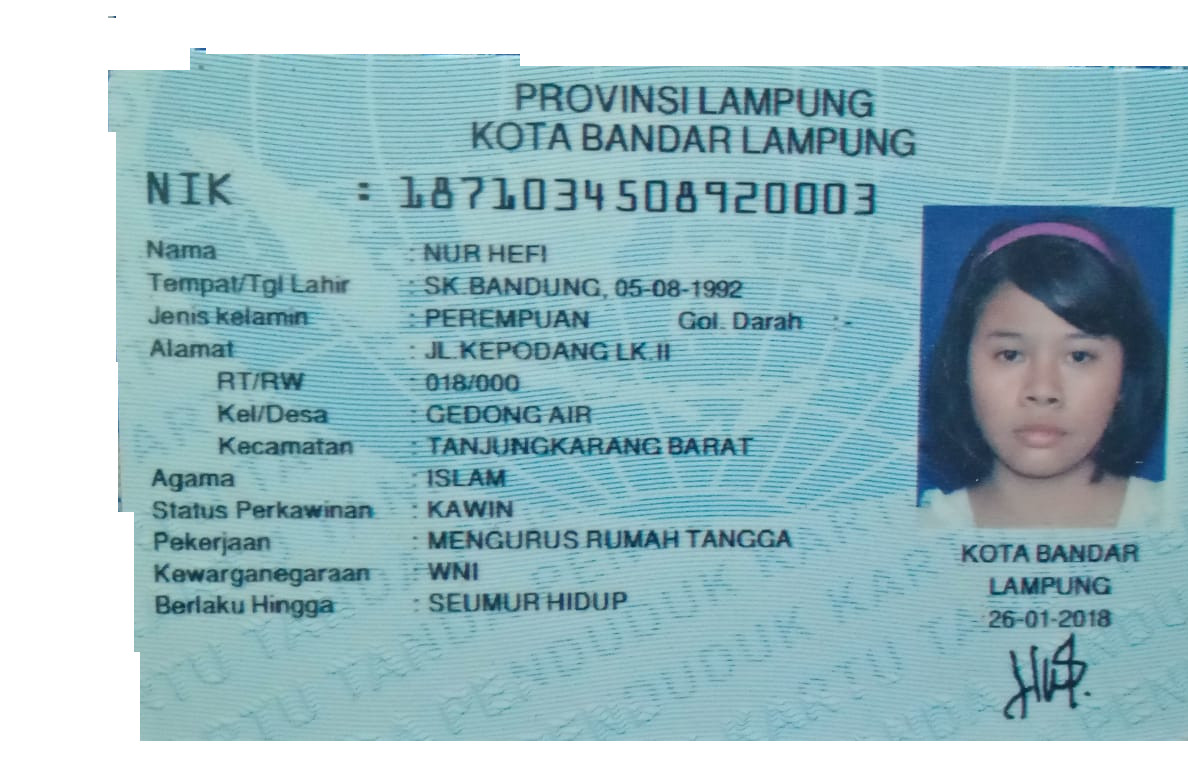 PROVINSI LAMPUNG
KOTA BANDAR LAMPUNG
NIK : 1871034508920003
Nama : NUR HEFI
Tempat/Tgl Lahir : SK.BANDUNG, 05-08-1992
Jenis kelamin : PEREMPUAN Gol. Darah : -
Alamat : JL.KEPODANG LK.II
RT/RW : 018/000
Kel/Desa : GEDONG AIR
Kecamatan : TANJUNGKARANG BARAT
Agama : ISLAM
Status Perkawinan : KAWIN
Pekerjaan : MENGURUS RUMAH TANGGA
Kewarganegaraan : WNI
Berlaku Hingga : SEUMUR HIDUP
KOTA BANDAR
LAMPUNG
26-01-2018